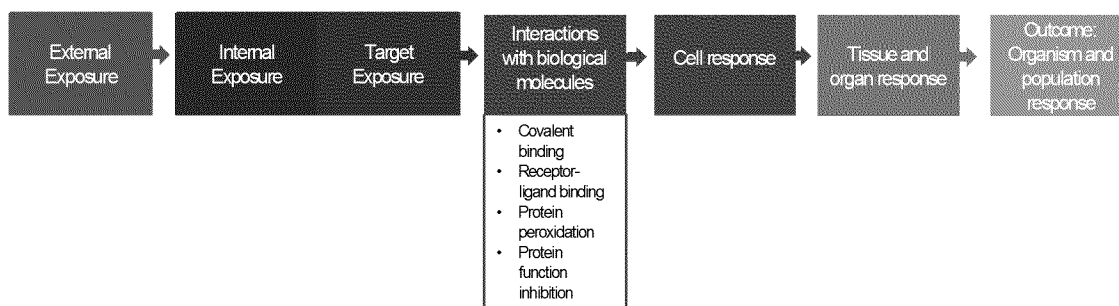 External
Exposure
Internal
Exposure
Target
Exposure
Interactions
with biological
molecules
Cell response
Tissue and
organ response
Outcome:
Organism and
population
response
• Covalent
binding
• Receptor-
ligand binding
• Protein
peroxidation
• Protein
function
inhibition